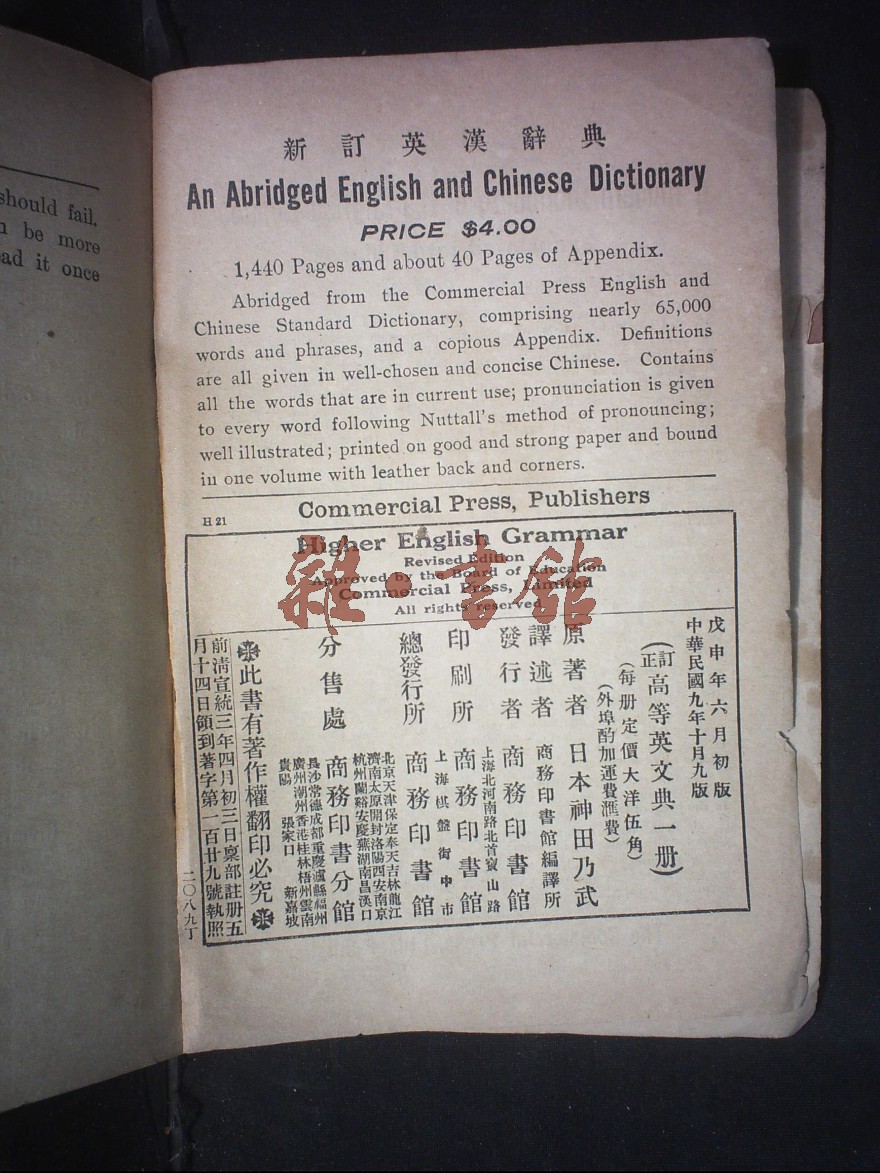 should fail.
be more
ad it once
新訂英漢辭典
An Abridged English and Chinese Dictionary
PRICE $4.00
1,440 Pages and about 40 Pages of Appendix.
Abridged from the Commercial Press English and
Chinese Standard Dictionary, comprising nearly 65,000
words and phrases, and a copious Appendix. Definitions
are all given in well-chosen and concise Chinese. Contains
all the words that are in current use; pronunciation is given
to every word following Nuttall's method of pronouncing;
well illustrated; printed on good and strong paper and bound
in one volume with leather back and corners.
Commercial Press, Publishers
H 21
Higher English Grammar
Revised Edition
Approved by the Board of Education
Commercial Press, Limited
All rights reserved
雜·書館
戊申年六月初版
中華民國九年十月九版
(訂正高等英文典一册)
(每册定價大洋伍角)
(外埠酌加運費匯費)
原著者 日本神田乃武
譯述者 商務印書館編譯所
發行者 商務印書館
上海北河南路北首寶山路
印刷所 商務印書館
上海棋盤街中市
總發行所 商務印書館
北京天津保定奉天吉林龍江
濟南太原開封洛陽西安南京
杭州蘭谿安慶蕪湖南昌漢口
分售處 商務印書分館
長沙常德成都重慶瀘縣福州
廣州潮州香港桂林梧州雲南
貴陽 張家口 新嘉坡
此書有著作權翻印必究
前淸宣統三年四月初三日稟部註册五
月十四日領到著字第一百廿九號執照
二〇八九丁